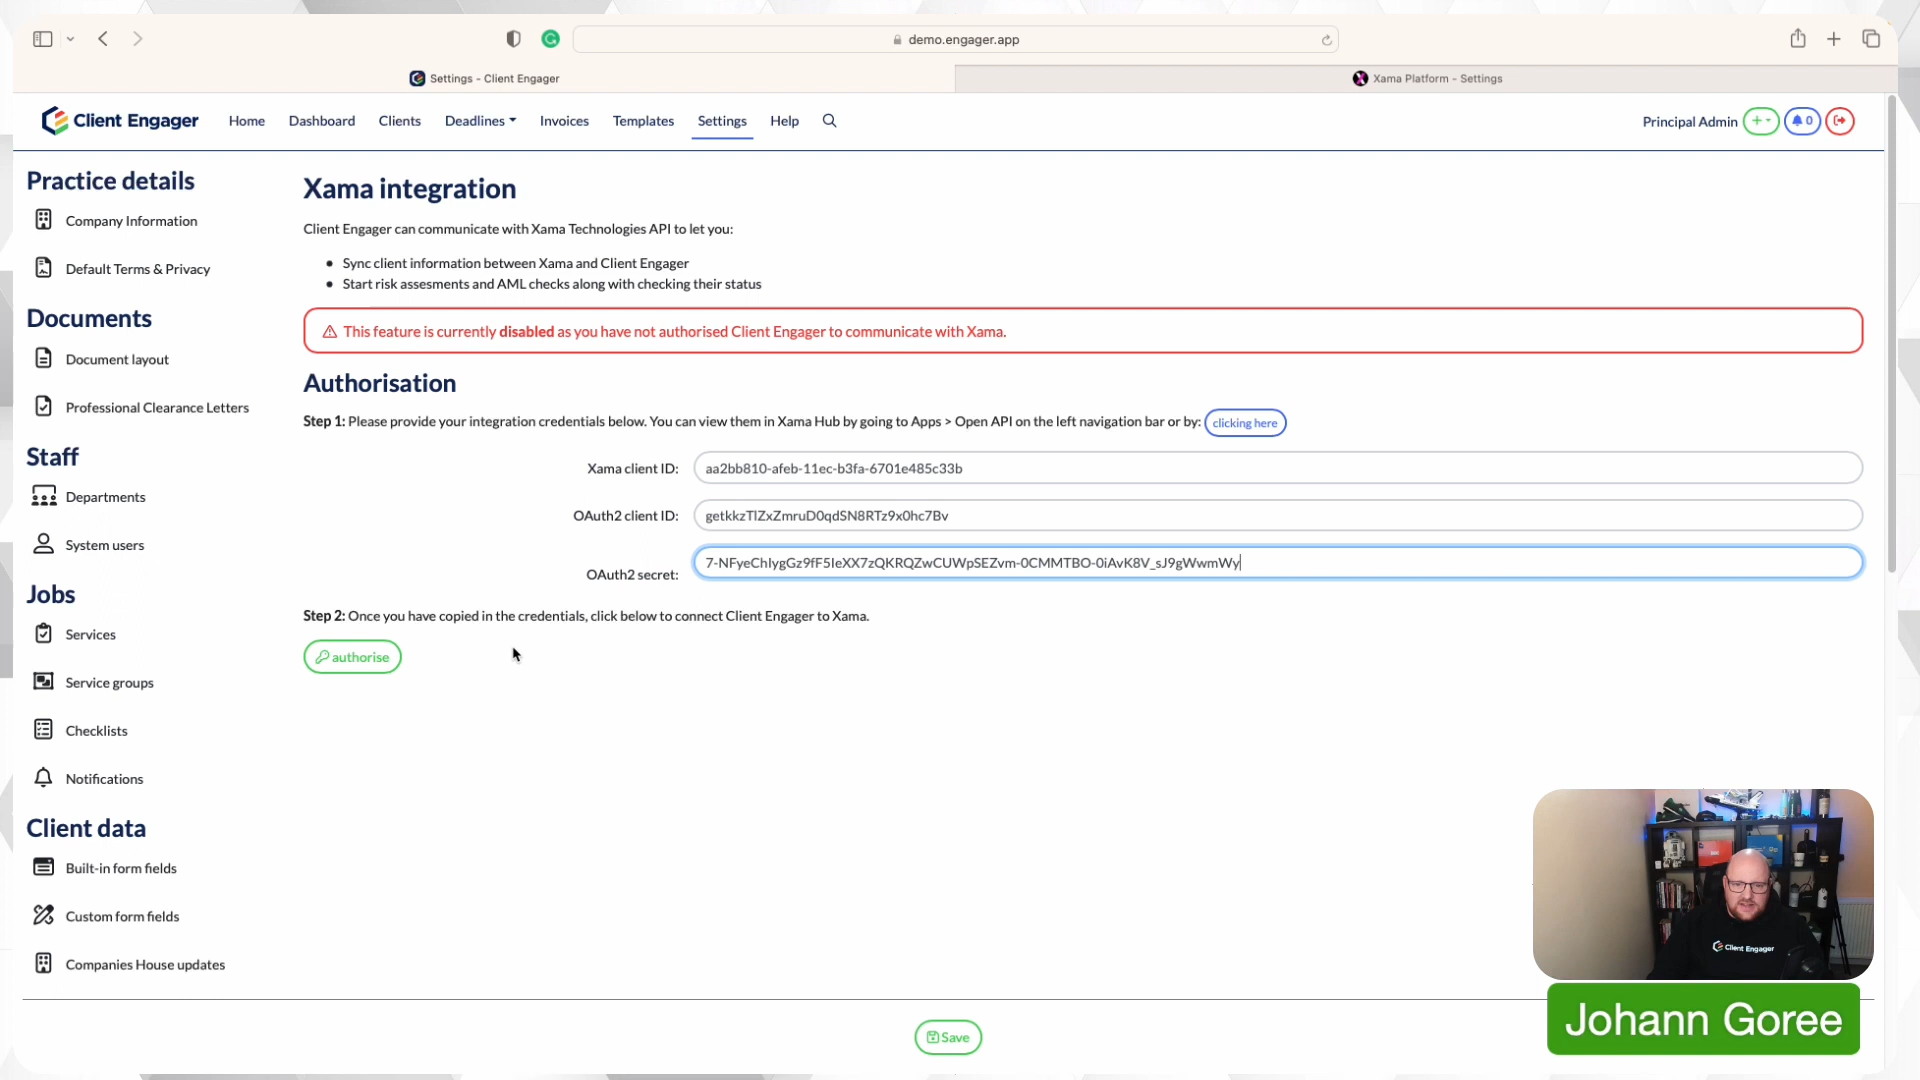 demo.engager.app
Settings - Client Engager
Xama Platform - Settings
Client Engager
Home
Dashboard
Clients
Deadlines
Invoices
Templates
Settings
Help
Principal Admin
0
Practice details
Company Information
Default Terms & Privacy
Documents
Document layout
Professional Clearance Letters
Staff
Departments
System users
Jobs
Services
Service groups
Checklists
Notifications
Client data
Built-in form fields
Custom form fields
Companies House updates
Xama integration
Client Engager can communicate with Xama Technologies API to let you:
Sync client information between Xama and Client Engager
Start risk assesments and AML checks along with checking their status
This feature is currently disabled as you have not authorised Client Engager to communicate with Xama.
Authorisation
Step 1: Please provide your integration credentials below. You can view them in Xama Hub by going to Apps > Open API on the left navigation bar or by: clicking here
Xama client ID: aa2bb810-afeb-11ec-b3fa-6701e485c33b
OAuth2 client ID: getkkzTlZxZmruD0qdSN8RTz9x0hc7Bv
OAuth2 secret: 7-NFyeChIygGz9fF5IeXX7zQKRQZwCUWpSEZvm-0CMMTBO-0iAvK8V_sJ9gWwmWy
Step 2: Once you have copied in the credentials, click below to connect Client Engager to Xama.
authorise
Client Engager
Johann Goree
Save